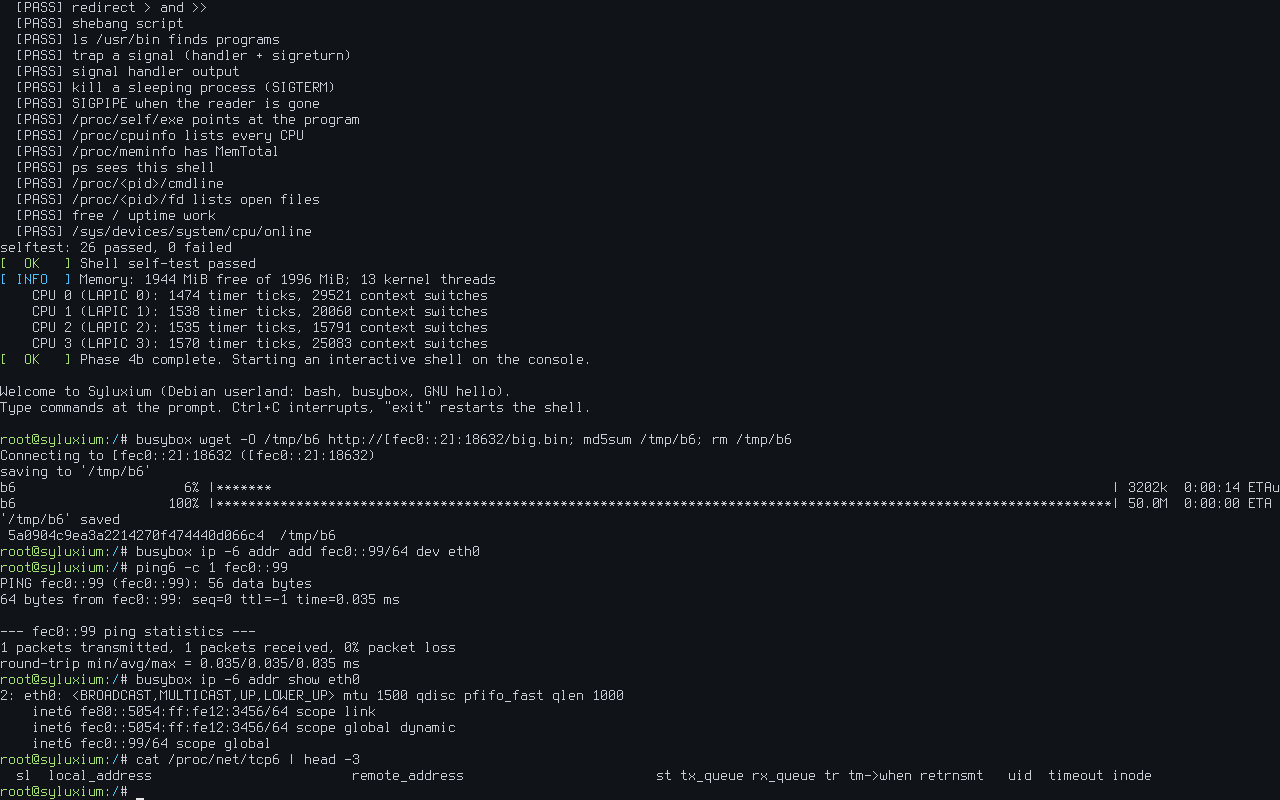 [PASS] redirect > and >>
[PASS] shebang script
[PASS] ls /usr/bin finds programs
[PASS] trap a signal (handler + sigreturn)
[PASS] signal handler output
[PASS] kill a sleeping process (SIGTERM)
[PASS] SIGPIPE when the reader is gone
[PASS] /proc/self/exe points at the program
[PASS] /proc/cpuinfo lists every CPU
[PASS] /proc/meminfo has MemTotal
[PASS] ps sees this shell
[PASS] /proc/<pid>/cmdline
[PASS] /proc/<pid>/fd lists open files
[PASS] free / uptime work
[PASS] /sys/devices/system/cpu/online
selftest: 26 passed, 0 failed
[  OK   ] Shell self-test passed
[ INFO  ] Memory: 1944 MiB free of 1996 MiB; 13 kernel threads
CPU 0 (LAPIC 0): 1474 timer ticks, 29521 context switches
CPU 1 (LAPIC 1): 1538 timer ticks, 20060 context switches
CPU 2 (LAPIC 2): 1535 timer ticks, 15791 context switches
CPU 3 (LAPIC 3): 1570 timer ticks, 25083 context switches
[  OK   ] Phase 4b complete. Starting an interactive shell on the console.
Welcome to Syluxium (Debian userland: bash, busybox, GNU hello).
Type commands at the prompt. Ctrl+C interrupts, "exit" restarts the shell.
root@syluxium:/# busybox wget -O /tmp/b6 http://[fec0::2]:18632/big.bin; md5sum /tmp/b6; rm /tmp/b6
Connecting to [fec0::2]:18632 ([fec0::2]:18632)
saving to '/tmp/b6'
b6                     6% |*******                                                                                                         | 3202k  0:00:14 ETAu
b6                   100% |****************************************************************************************************************| 50.0M  0:00:00 ETA
'/tmp/b6' saved
5a0904c9ea3a2214270f474440d066c4  /tmp/b6
root@syluxium:/# busybox ip -6 addr add fec0::99/64 dev eth0
root@syluxium:/# ping6 -c 1 fec0::99
PING fec0::99 (fec0::99): 56 data bytes
64 bytes from fec0::99: seq=0 ttl=-1 time=0.035 ms
--- fec0::99 ping statistics ---
1 packets transmitted, 1 packets received, 0% packet loss
round-trip min/avg/max = 0.035/0.035/0.035 ms
root@syluxium:/# busybox ip -6 addr show eth0
2: eth0: <BROADCAST,MULTICAST,UP,LOWER_UP> mtu 1500 qdisc pfifo_fast qlen 1000
inet6 fe80::5054:ff:fe12:3456/64 scope link
inet6 fec0::5054:ff:fe12:3456/64 scope global dynamic
inet6 fec0::99/64 scope global
root@syluxium:/# cat /proc/net/tcp6 | head -3
sl  local_address                         remote_address                        st tx_queue rx_queue tr tm->when retrnsmt   uid  timeout inode
root@syluxium:/#